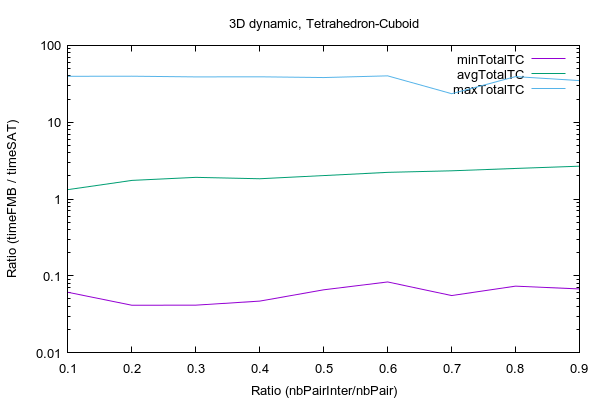 3D dynamic, Tetrahedron-Cuboid
100
10
1
0.1
0.01
Ratio (timeFMB / timeSAT)
minTotalTC
avgTotalTC
maxTotalTC
0.1 0.2 0.3 0.4 0.5 0.6 0.7 0.8 0.9
Ratio (nbPairInter/nbPair)